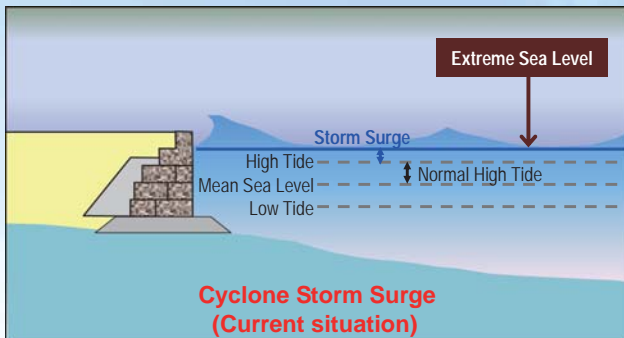 Extreme Sea Level
Storm Surge
High Tide
Normal High Tide
Mean Sea Level
Low Tide
Cyclone Storm Surge
(Current situation)